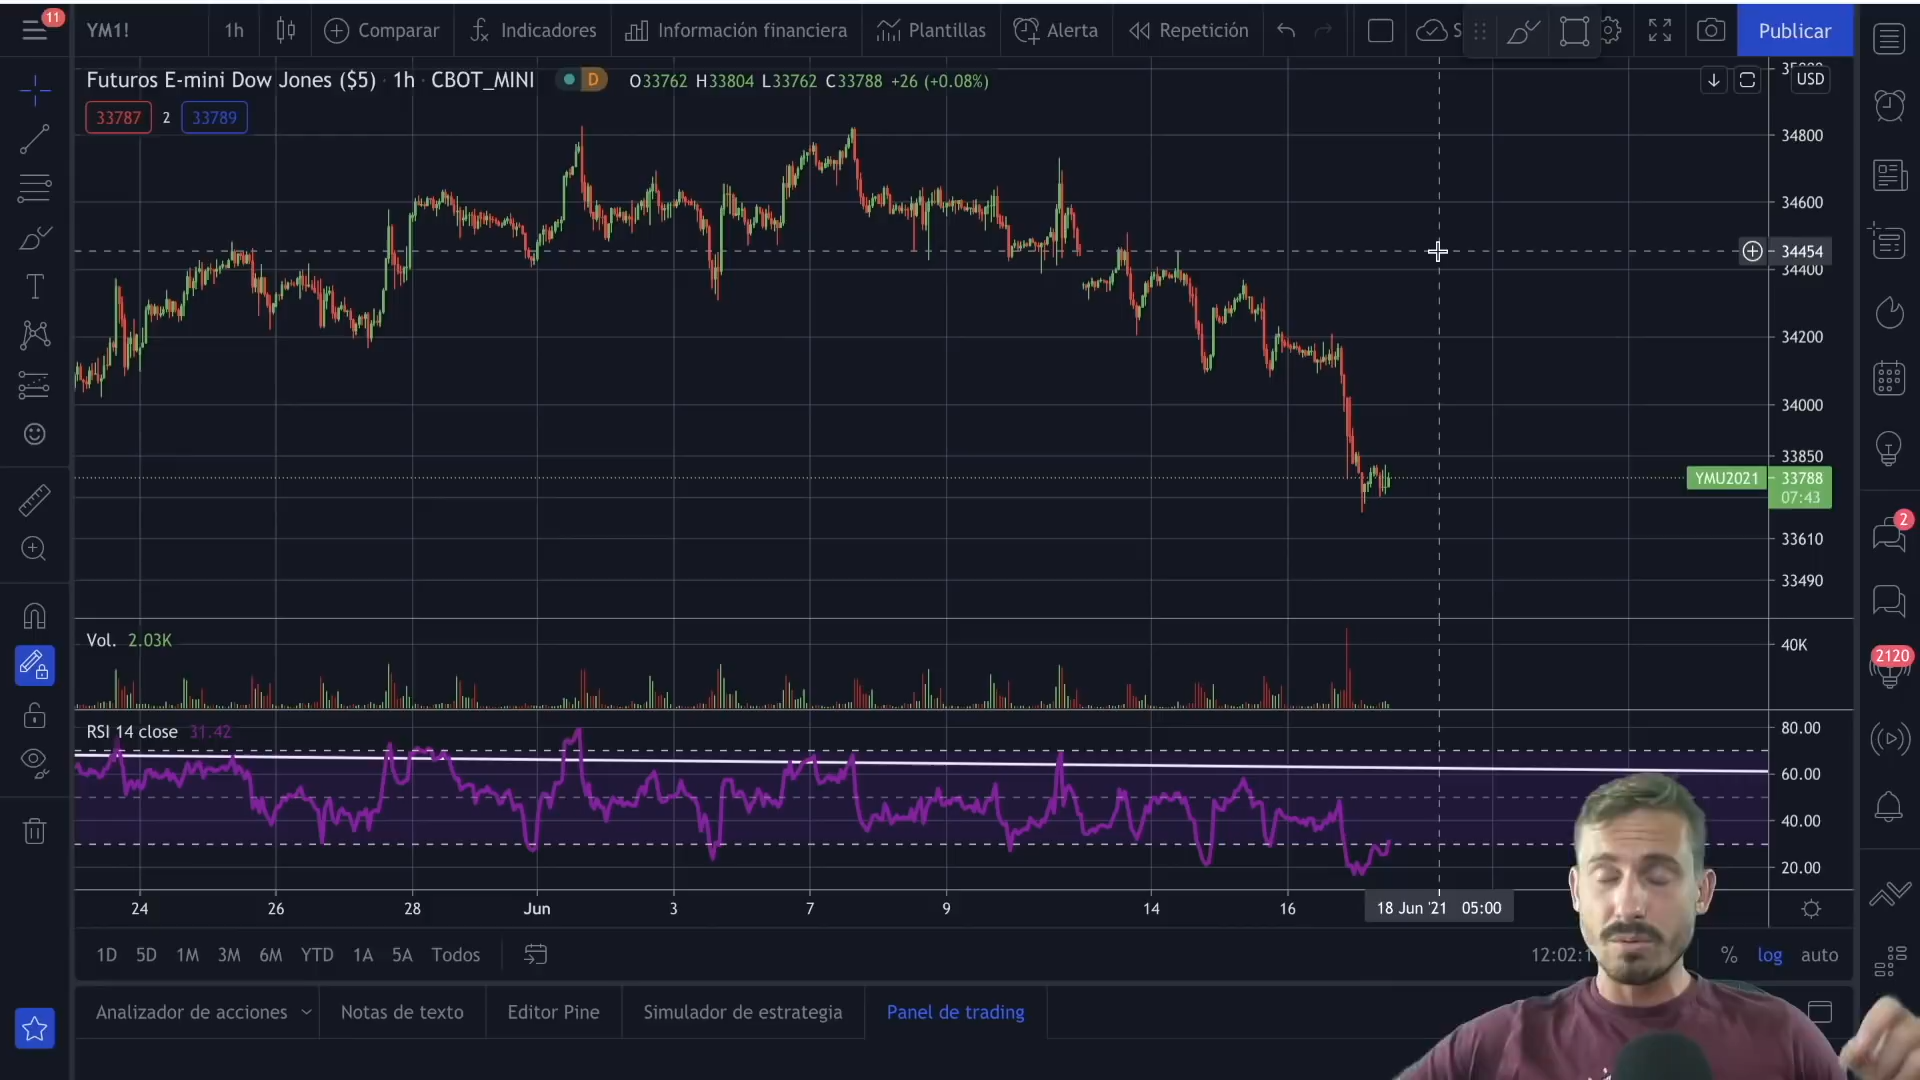 11
YM1!
1h
Comparar
Indicadores
Información financiera
Plantillas
Alerta
Repetición
S
Publicar
Futuros E-mini Dow Jones ($5) · 1h · CBOT_MINI
D
O33762 H33804 L33762 C33788 +26 (+0.08%)
USD
33787
2
33789
34800
34600
34454
34400
34200
34000
33850
YMU2021
33788
07:43
33610
33490
2
Vol. 2.03K
40K
2120
RSI 14 close 31.42
80.00
60.00
40.00
20.00
24
26
28
Jun
3
7
9
14
16
18 Jun '21 05:00
1D
5D
1M
3M
6M
YTD
1A
5A
Todos
%
log
auto
Analizador de acciones
Notas de texto
Editor Pine
Simulador de estrategia
Panel de trading